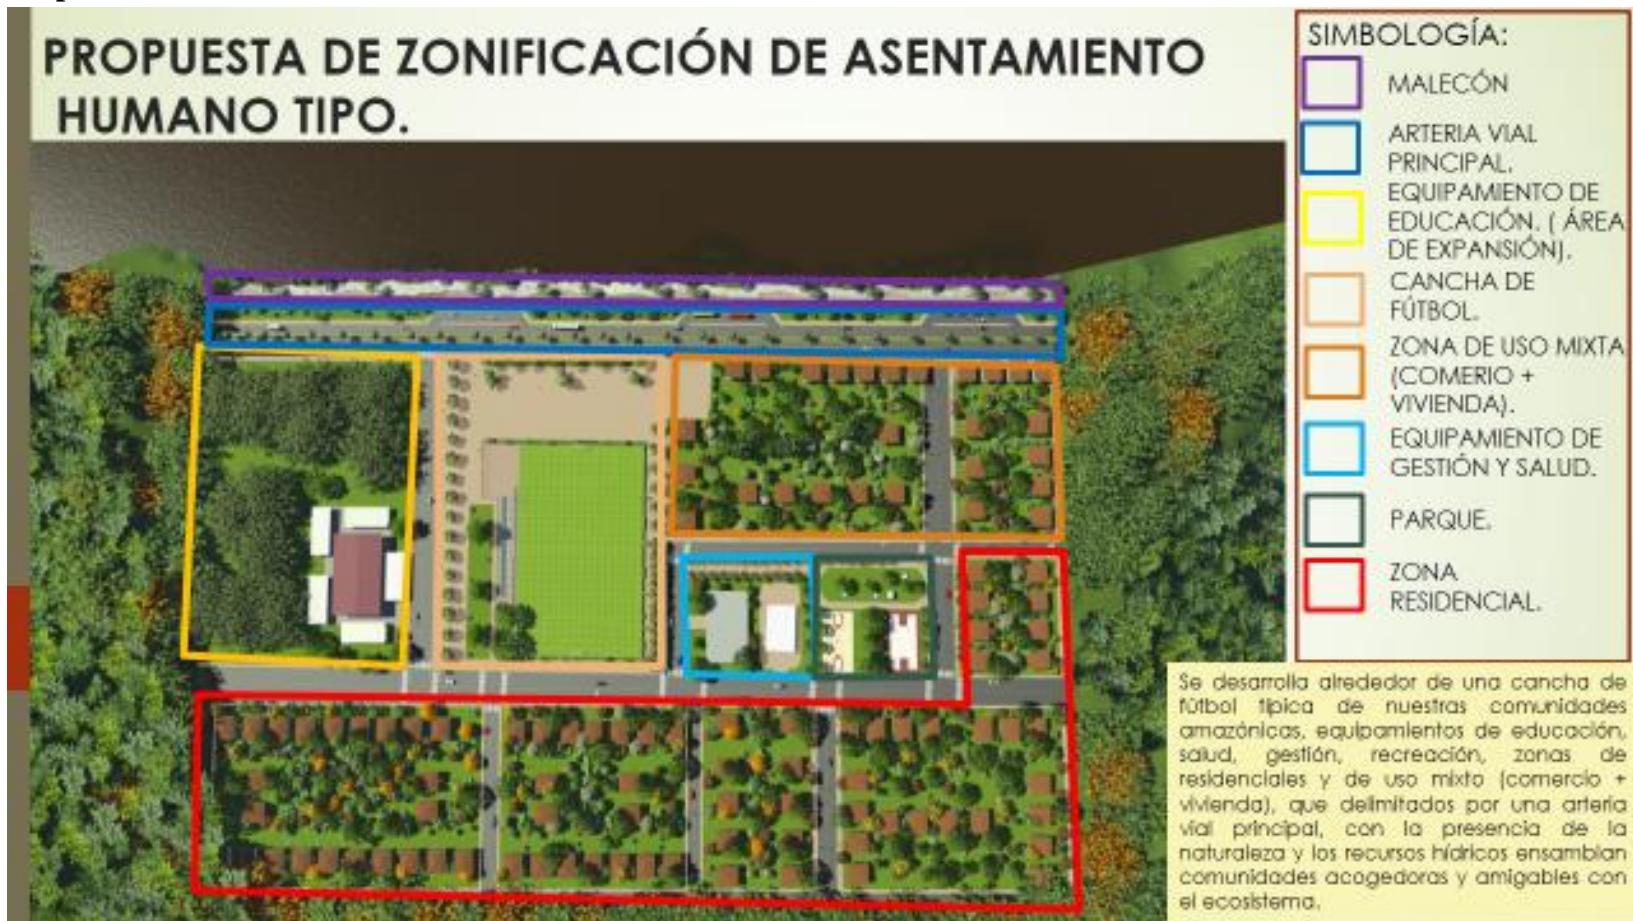 PROPUESTA DE ZONIFICACIÓN DE ASENTAMIENTO
HUMANO TIPO.
SIMBOLOGÍA:
MALECÓN
ARTERIA VIAL
PRINCIPAL.
EQUIPAMIENTO DE
EDUCACIÓN. ( ÁREA
DE EXPANSIÓN).
CANCHA DE
FÚTBOL.
ZONA DE USO MIXTA
(COMERIO +
VIVIENDA).
EQUIPAMIENTO DE
GESTIÓN Y SALUD.
PARQUE.
ZONA
RESIDENCIAL.
Se desarrolla alrededor de una cancha de
fútbol típica de nuestras comunidades
amazónicas, equipamientos de educación,
salud, gestión, recreación, zonas de
residenciales y de uso mixto (comercio +
vivienda), que delimitados por una arteria
vial principal, con la presencia de la
naturaleza y los recursos hídricos ensamblan
comunidades acogedoras y amigables con
el ecosistema.